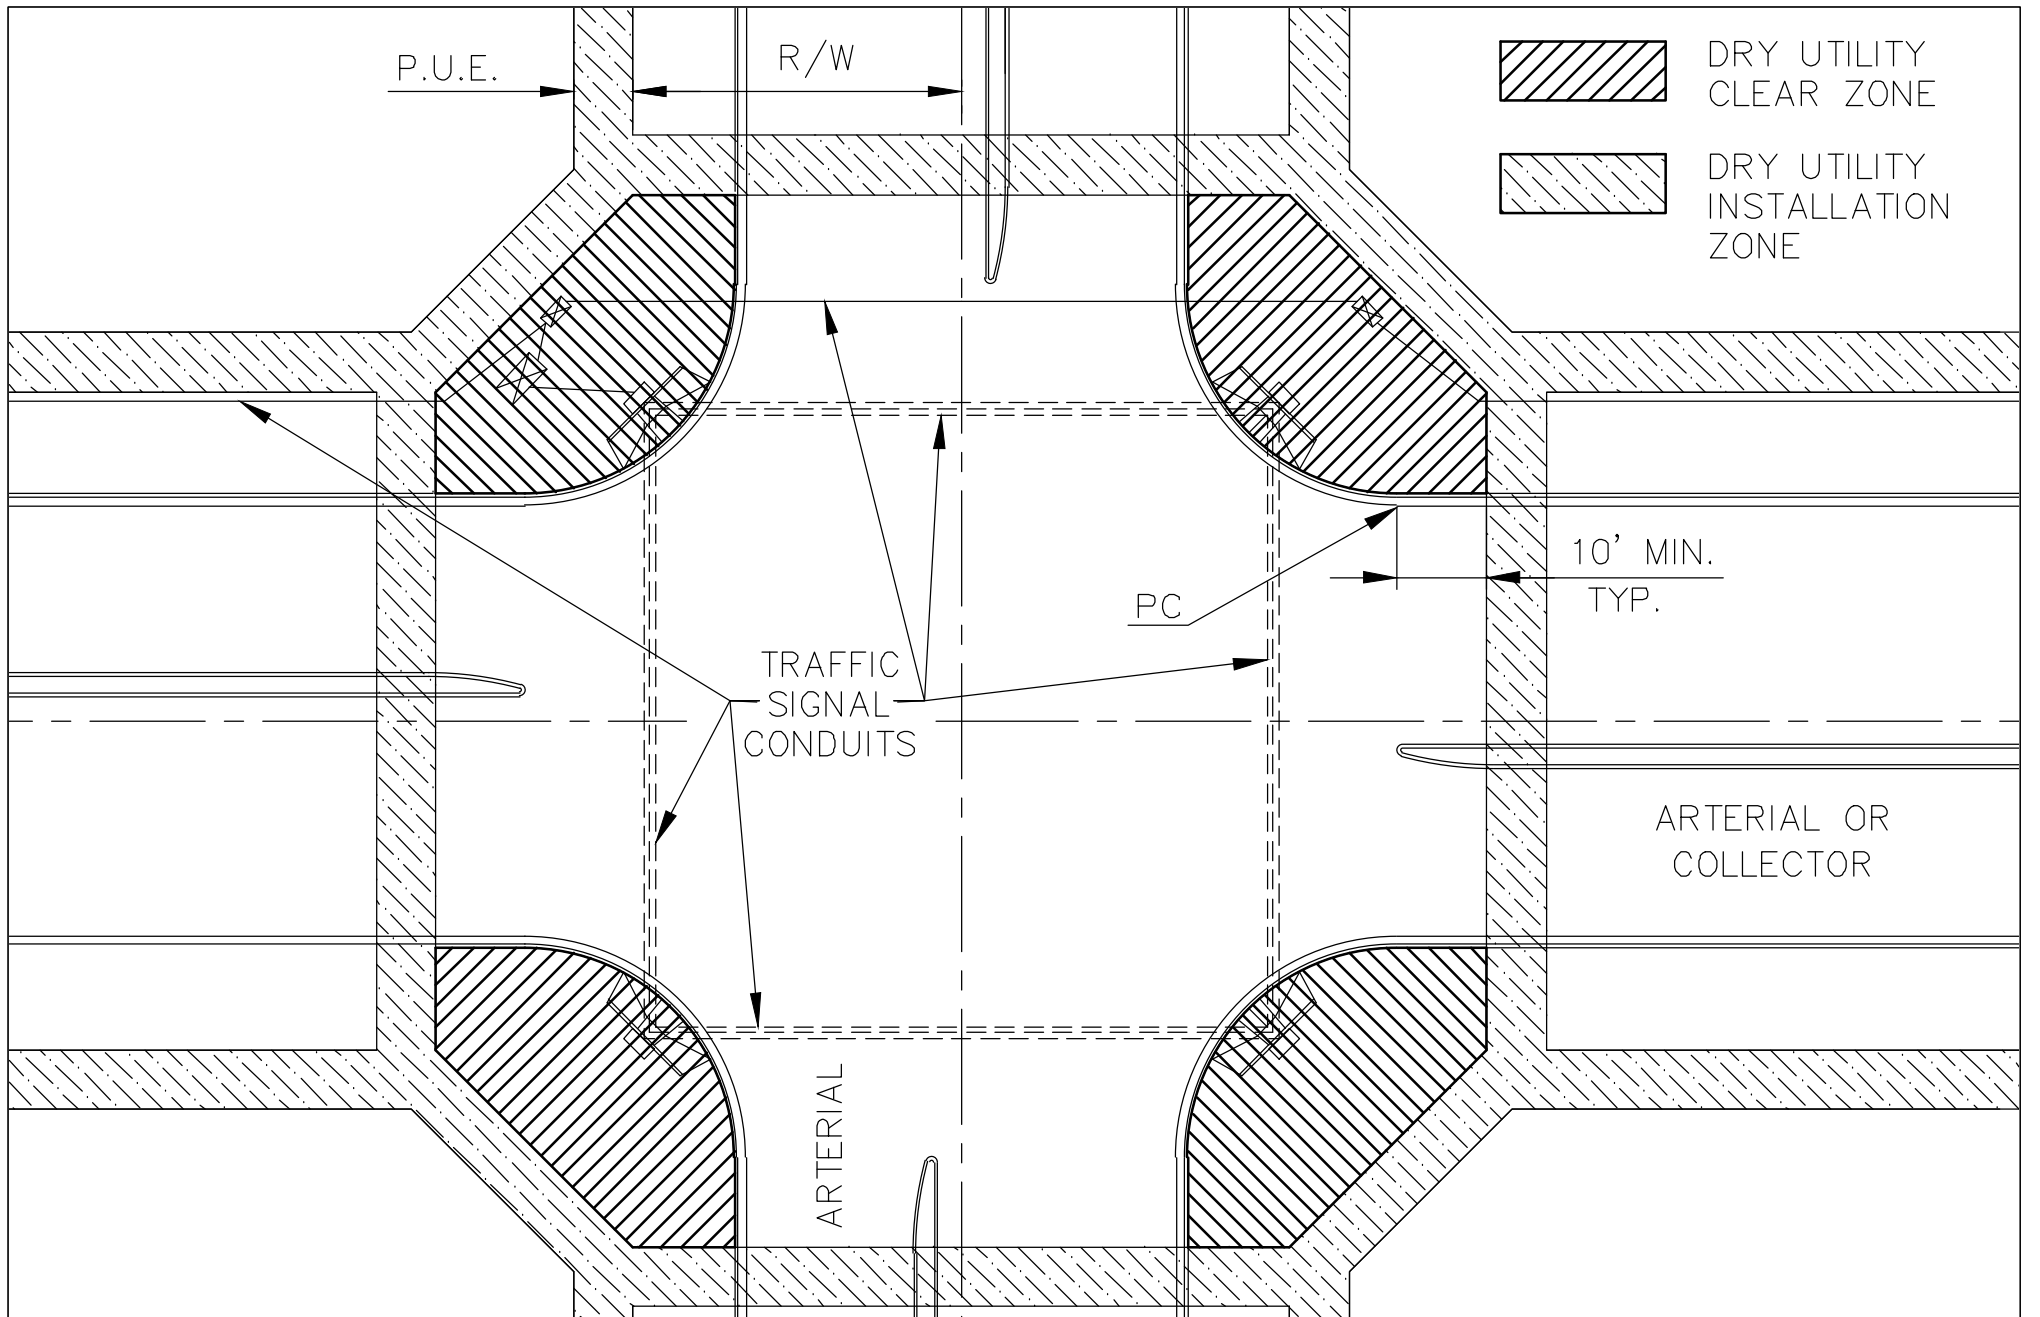 P.U.E.
R/W
DRY UTILITY
CLEAR ZONE
DRY UTILITY
INSTALLATION
ZONE
10' MIN.
TYP.
PC
TRAFFIC
SIGNAL
CONDUITS
ARTERIAL OR
COLLECTOR
ARTERIAL